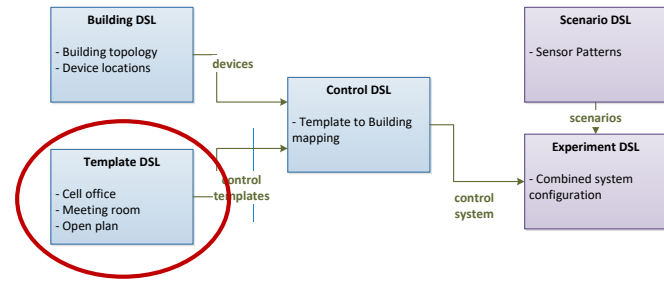 Building DSL
- Building topology
- Device locations
devices
Template DSL
- Cell office
- Meeting room
- Open plan
control
templates
Control DSL
- Template to Building
mapping
control
system
Scenario DSL
- Sensor Patterns
scenarios
Experiment DSL
- Combined system
configuration